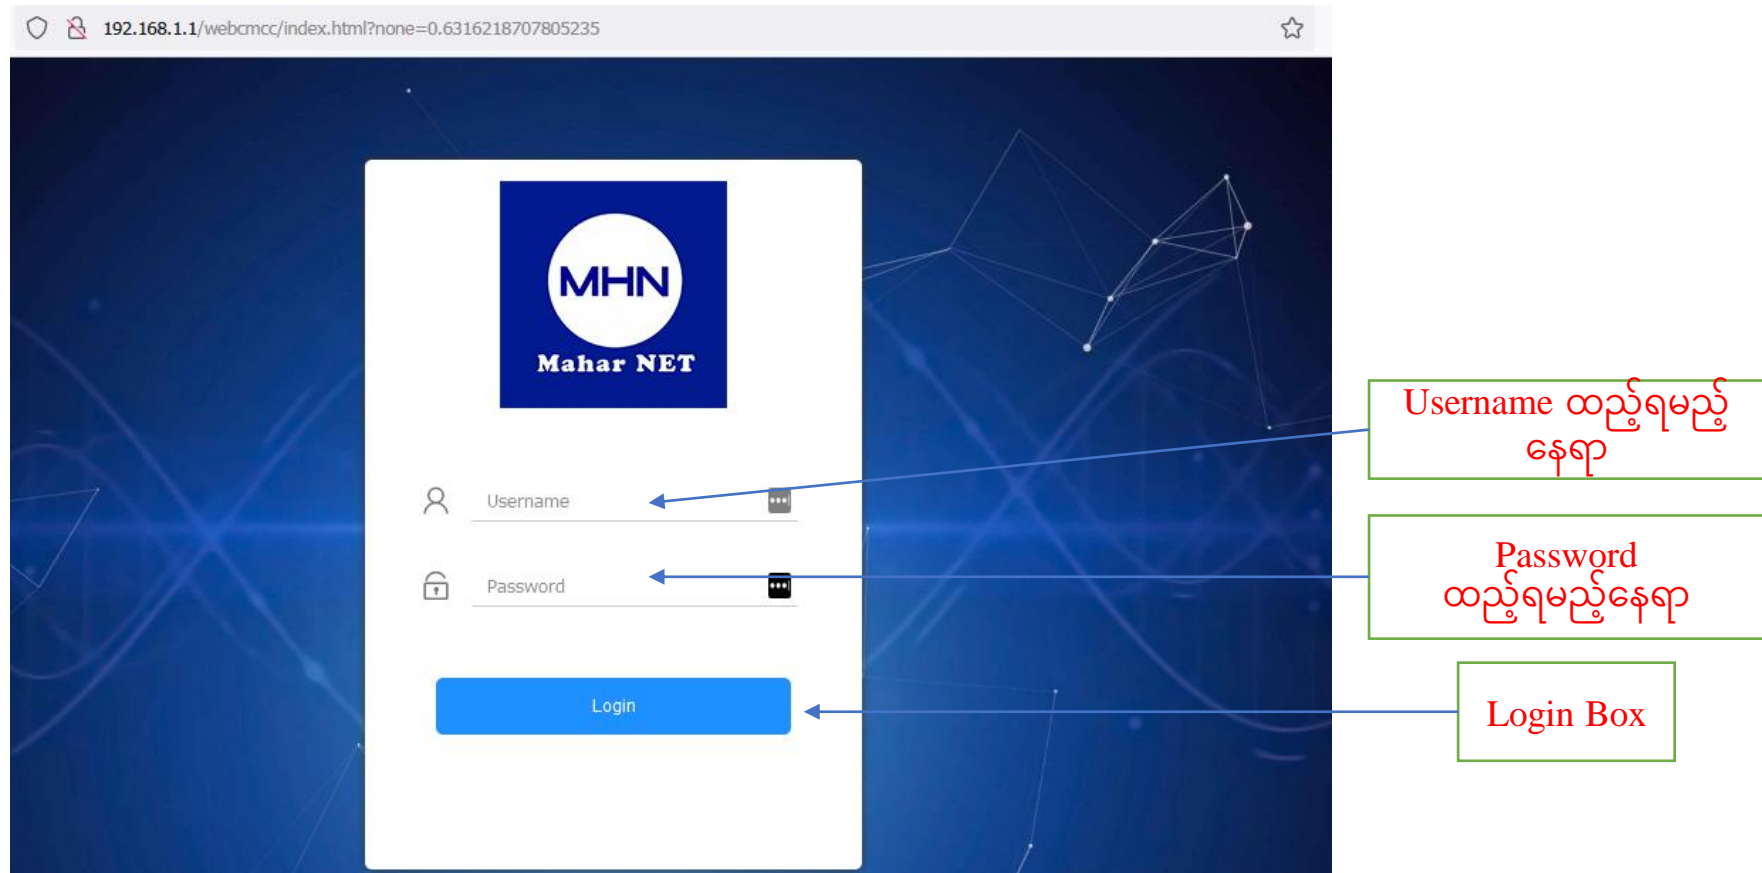 192.168.1.1/webcmcc/index.html?none=0.6316218707805235
MHN
Mahar NET
Username ထည့်ရမည့်
နေရာ
Username
Password
ထည့်ရမည့်နေရာ
Password
Login
Login Box